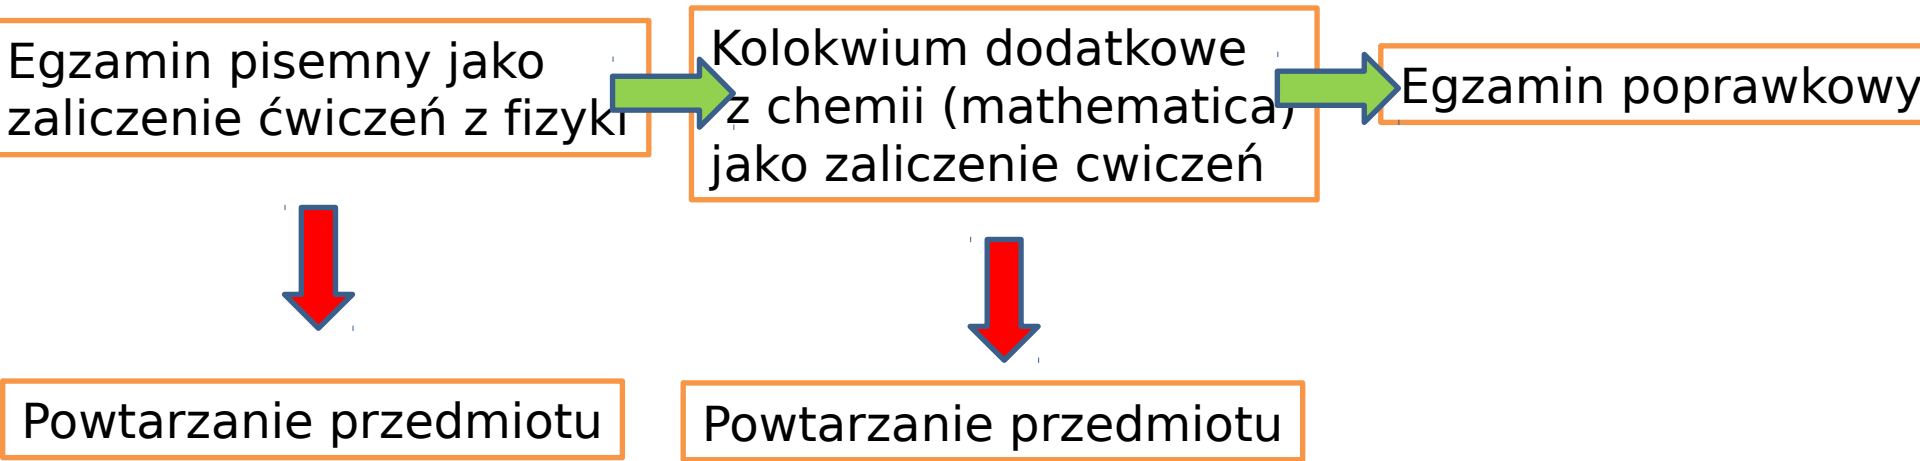 Egzamin pisemny jako
zaliczenie ćwiczeń z fizyki
Kolokwium dodatkowe
z chemii (mathematica)
jako zaliczenie cwiczeń
Egzamin poprawkowy
Powtarzanie przedmiotu
Powtarzanie przedmiotu